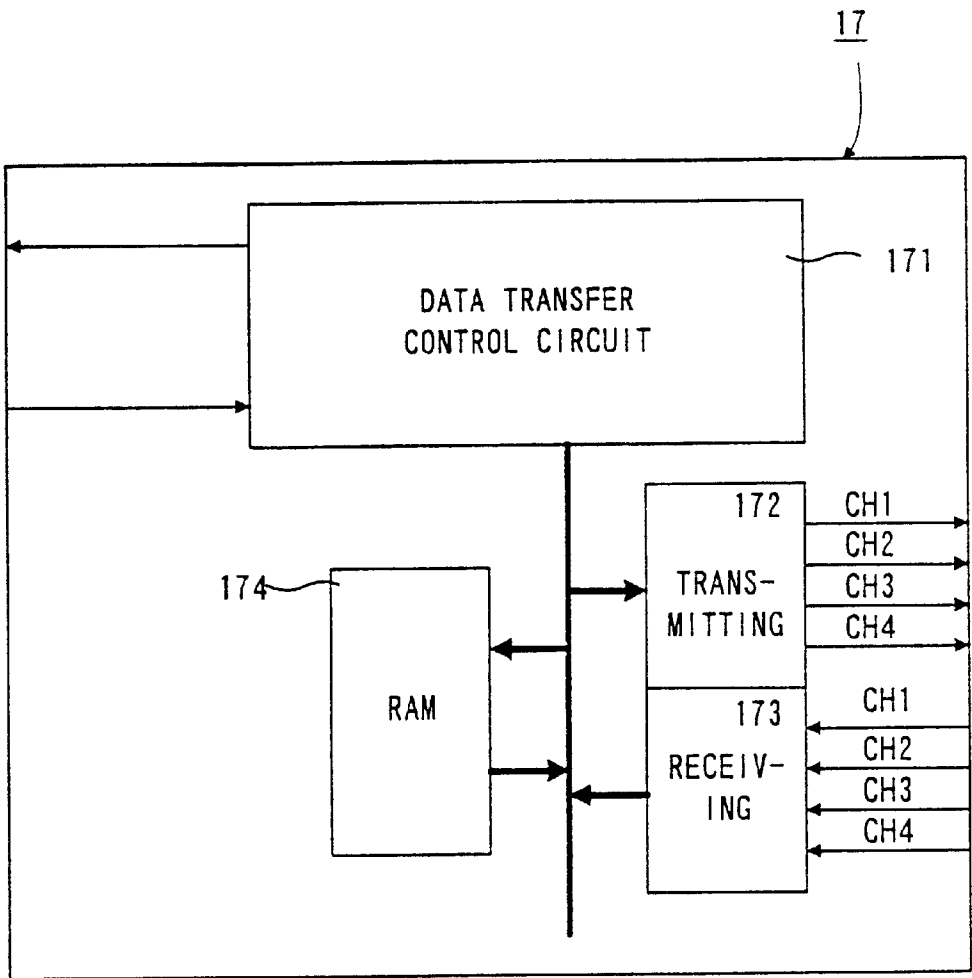 17
171
DATA TRANSFER
CONTROL CIRCUIT
172
TRANS-
MITTING
CH1
CH2
CH3
CH4
174
RAM
173
RECEIV-
ING
CH1
CH2
CH3
CH4